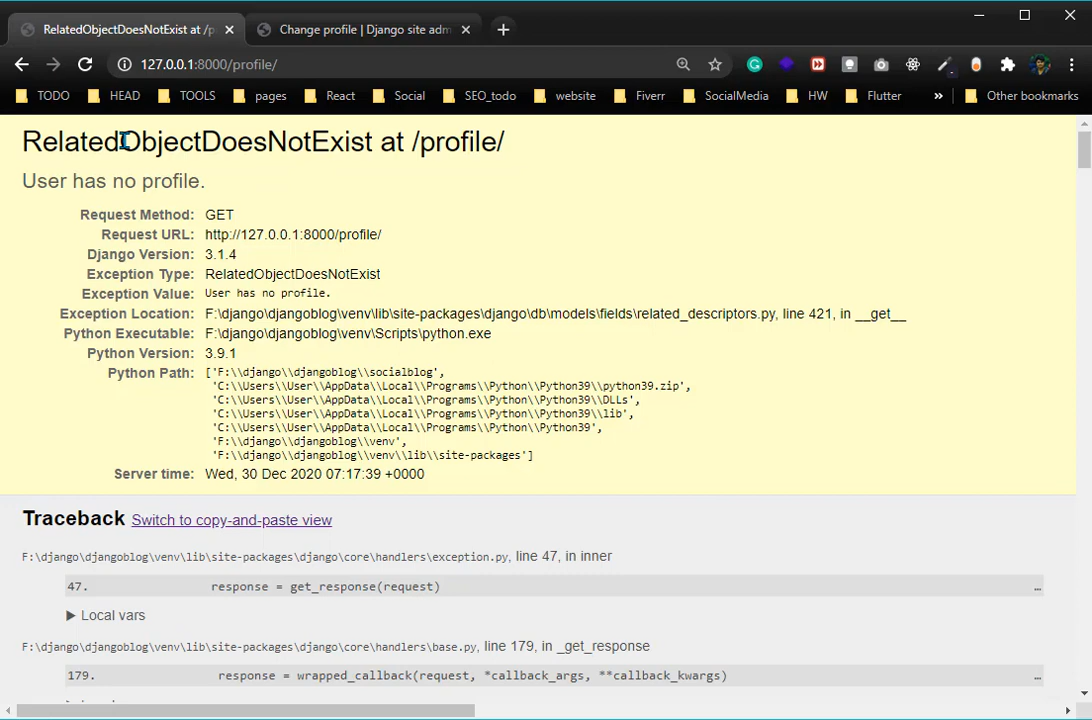 RelatedObjectDoesNotExist at /p
Change profile | Django site adm
127.0.0.1:8000/profile/
TODO HEAD TOOLS pages React Social SEO_todo website Fiverr SocialMedia HW Flutter » Other bookmarks
RelatedObjectDoesNotExist at /profile/
User has no profile.
Request Method: GET
Request URL: http://127.0.0.1:8000/profile/
Django Version: 3.1.4
Exception Type: RelatedObjectDoesNotExist
Exception Value: User has no profile.
Exception Location: F:\django\djangoblog\venv\lib\site-packages\django\db\models\fields\related_descriptors.py, line 421, in __get__
Python Executable: F:\django\djangoblog\venv\Scripts\python.exe
Python Version: 3.9.1
Python Path: ['F:\\django\\djangoblog\\socialblog',
'C:\\Users\\User\\AppData\\Local\\Programs\\Python\\Python39\\python39.zip',
'C:\\Users\\User\\AppData\\Local\\Programs\\Python\\Python39\\DLLs',
'C:\\Users\\User\\AppData\\Local\\Programs\\Python\\Python39\\lib',
'C:\\Users\\User\\AppData\\Local\\Programs\\Python\\Python39',
'F:\\django\\djangoblog\\venv',
'F:\\django\\djangoblog\\venv\\lib\\site-packages']
Server time: Wed, 30 Dec 2020 07:17:39 +0000
Traceback Switch to copy-and-paste view
F:\django\djangoblog\venv\lib\site-packages\django\core\handlers\exception.py, line 47, in inner
47. response = get_response(request) …
▶ Local vars
F:\django\djangoblog\venv\lib\site-packages\django\core\handlers\base.py, line 179, in _get_response
179. response = wrapped_callback(request, *callback_args, **callback_kwargs) …